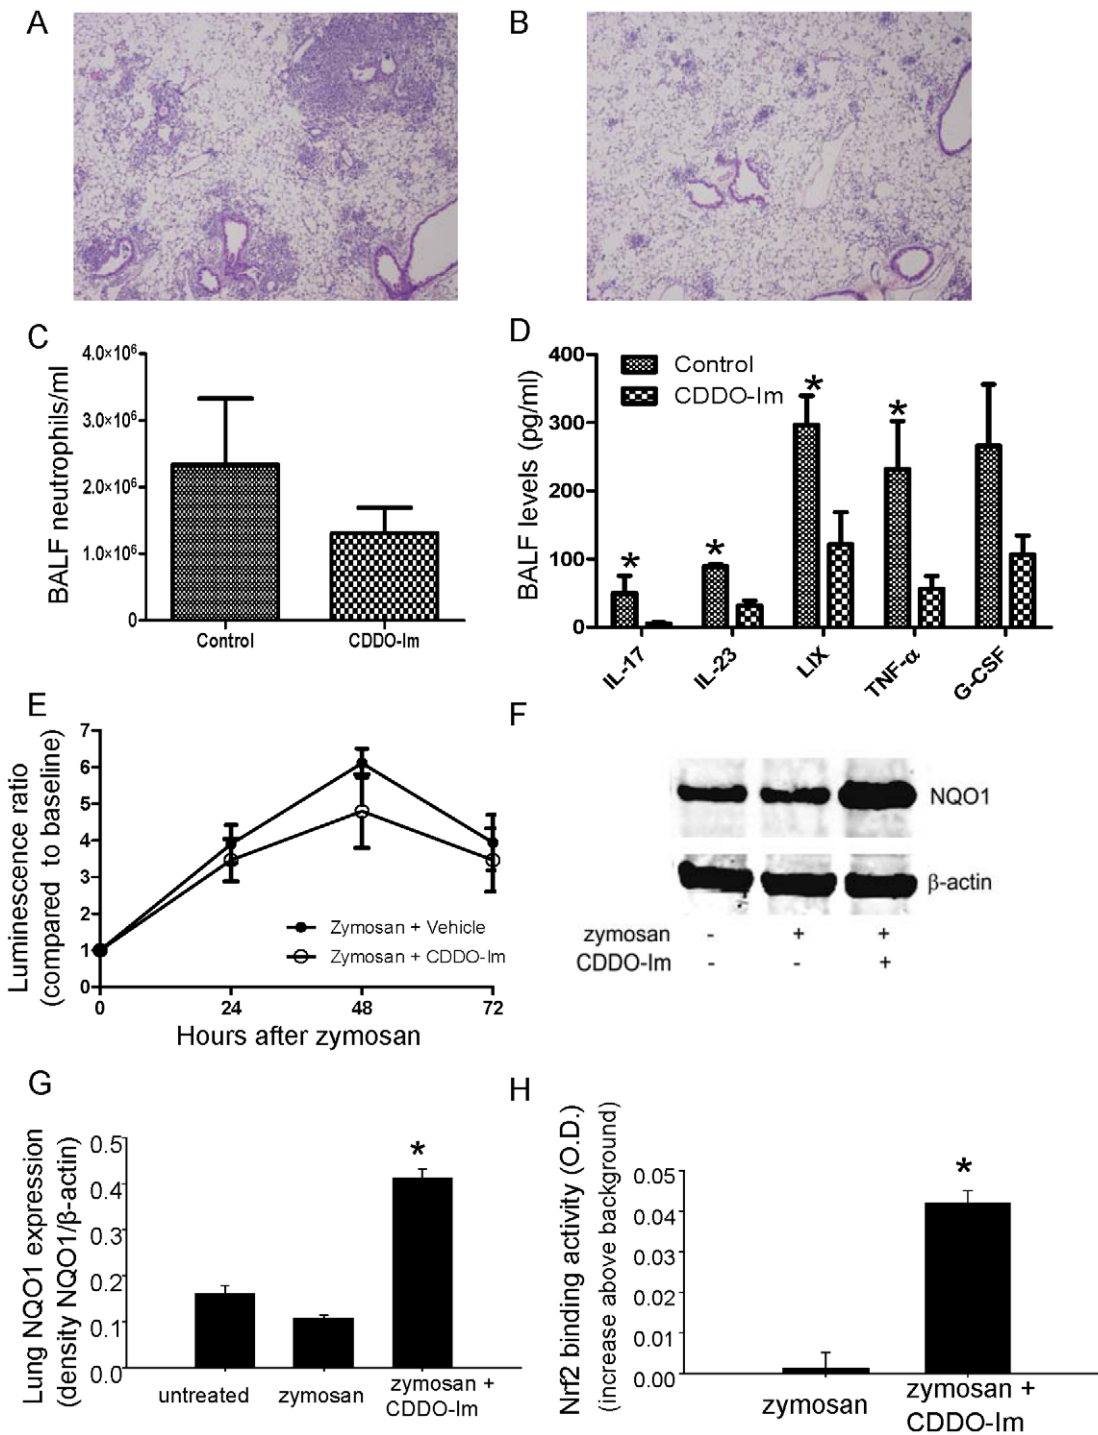 A
B
C
BALF neutrophils/ml
4.0×10⁶
3.0×10⁶
2.0×10⁶
1.0×10⁶
0
Control
CDDO-Im
D
BALF levels (pg/ml)
400
300
200
100
0
Control
CDDO-Im
*
*
*
*
IL-17
IL-23
LIX
TNF-α
G-CSF
E
Luminescence ratio
(compared to baseline)
7
6
5
4
3
2
1
0
Zymosan + Vehicle
Zymosan + CDDO-Im
0 24 48 72
Hours after zymosan
F
NQO1
β-actin
zymosan - + +
CDDO-Im - - +
G
Lung NQO1 expression
(density NQO1/β-actin)
0.5
0.4
0.3
0.2
0.1
0.0
*
untreated
zymosan
zymosan +
CDDO-Im
H
Nrf2 binding activity (O.D.)
(increase above background)
0.05
0.04
0.03
0.02
0.01
0.00
*
zymosan
zymosan +
CDDO-Im